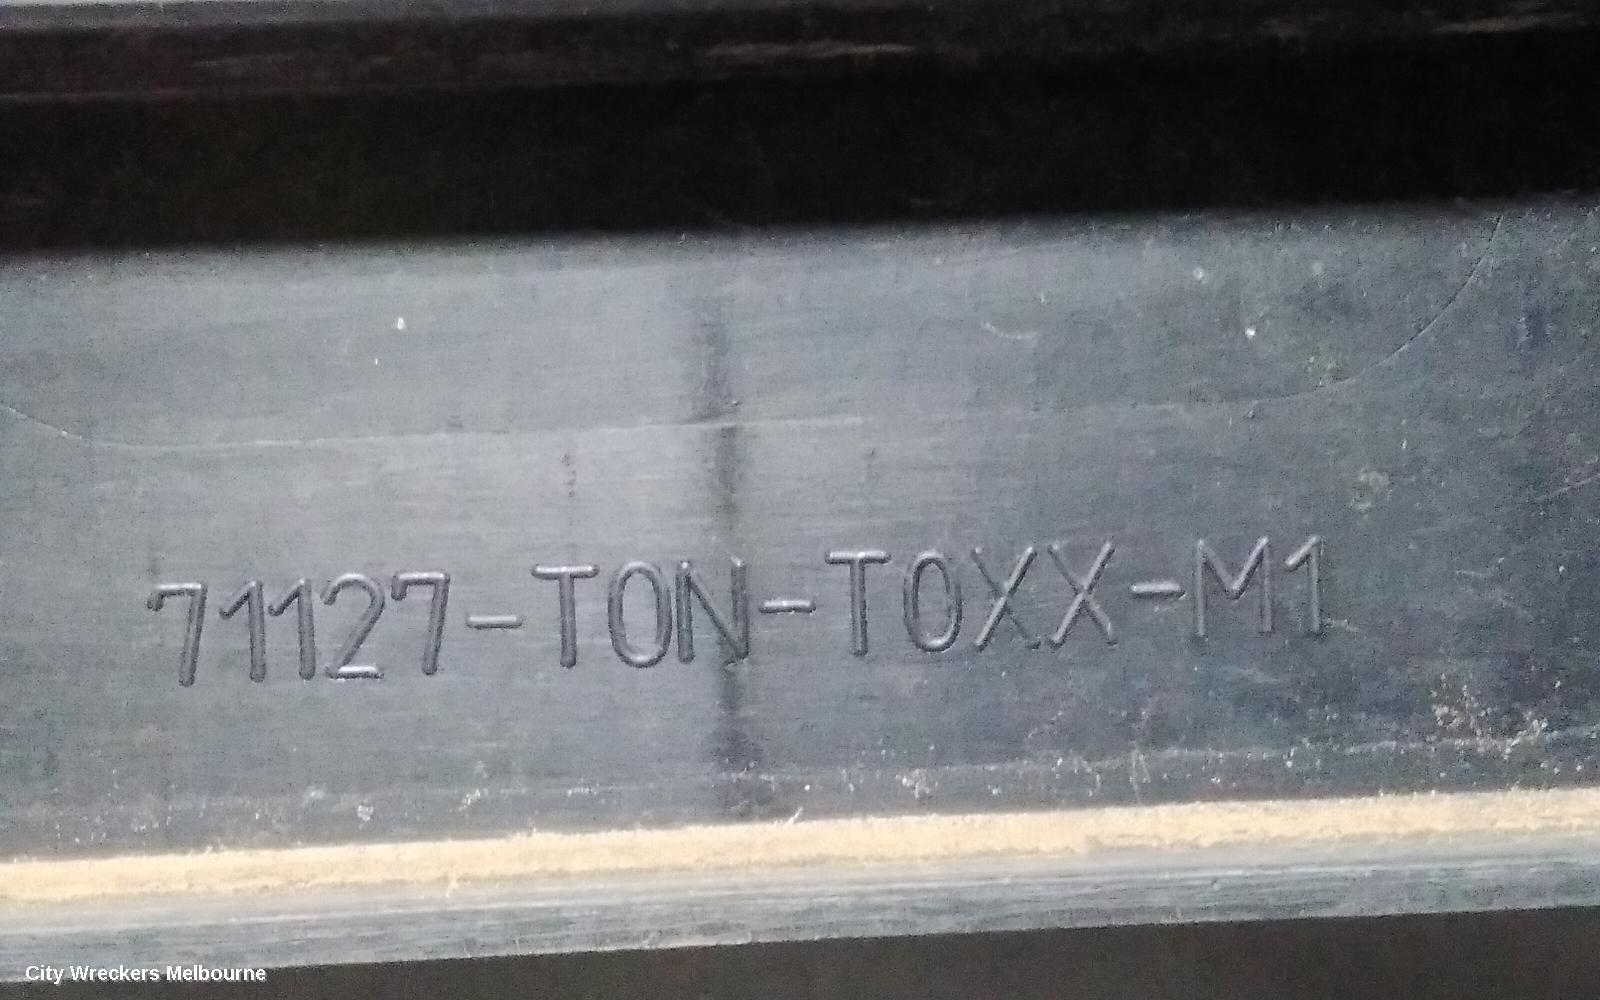 71127-T0N-T0XX-M1
City Wreckers Melbourne